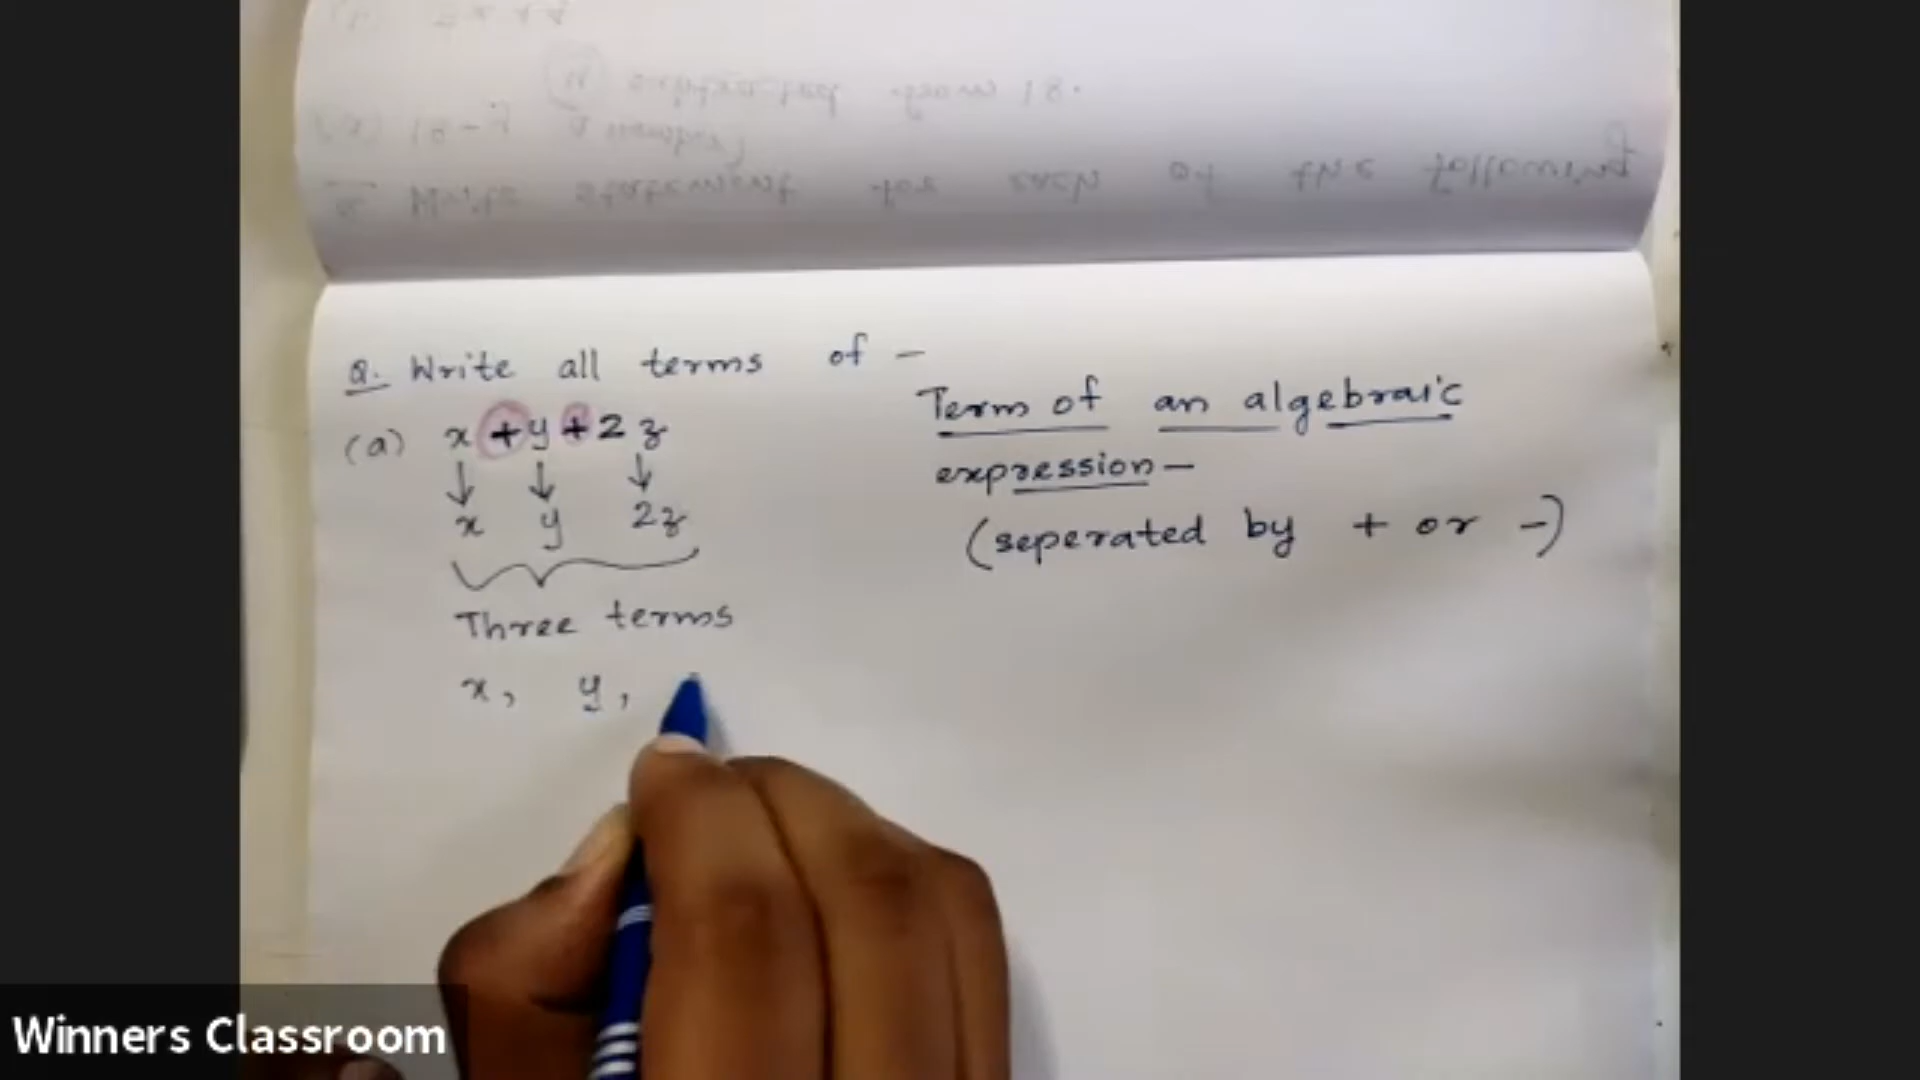 Q. Write all terms of -
(a) x + y + 2z
↓ ↓ ↓
x y 2z
Three terms
x, y,
Term of an algebraic
expression -
(seperated by + or -)
Winners Classroom